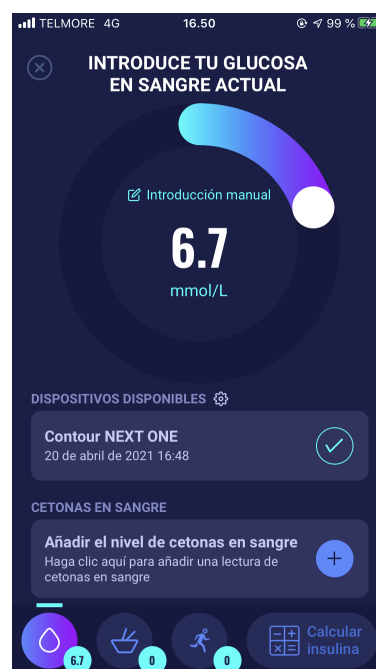 TELMORE 4G 16.50 99 %
INTRODUCE TU GLUCOSA
EN SANGRE ACTUAL
Introducción manual
6.7
mmol/L
DISPOSITIVOS DISPONIBLES
Contour NEXT ONE
20 de abril de 2021 16:48
CETONAS EN SANGRE
Añadir el nivel de cetonas en sangre
Haga clic aquí para añadir una lectura de
cetonas en sangre
Calcular
insulina
6.7 0 0